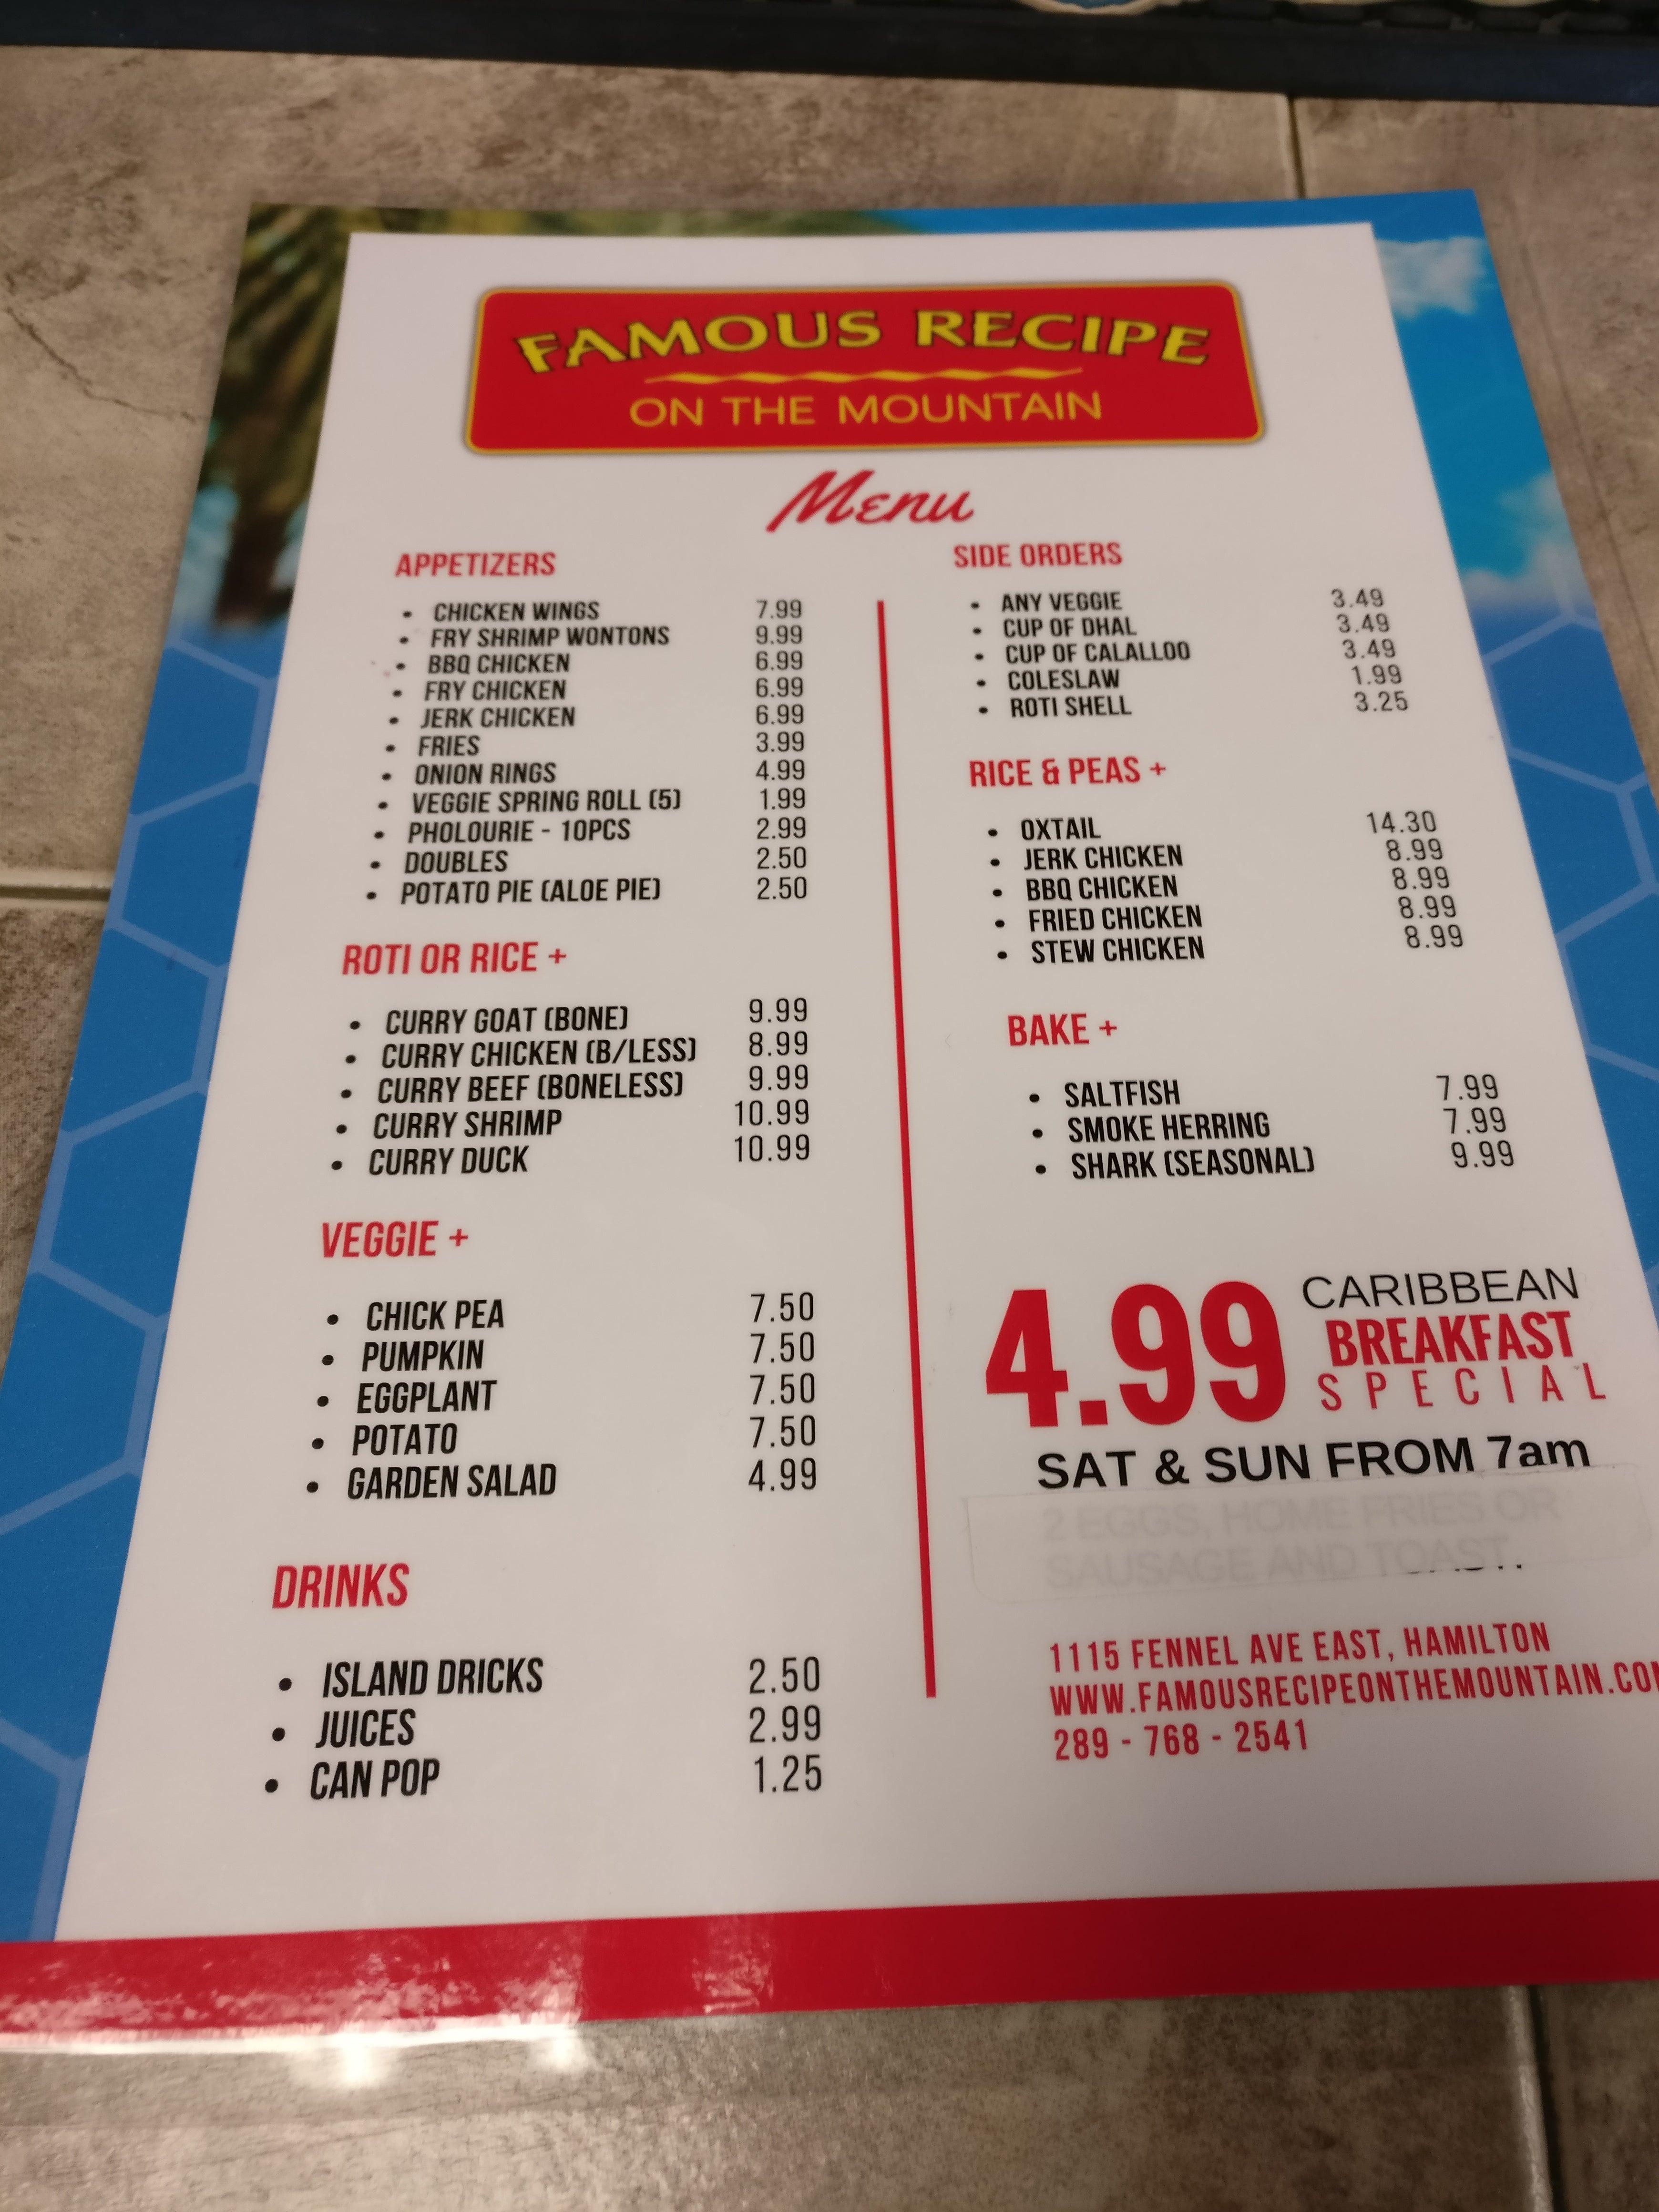 FAMOUS RECIPE
ON THE MOUNTAIN
Menu
APPETIZERS
• CHICKEN WINGS 7.99
• FRY SHRIMP WONTONS 9.99
• BBQ CHICKEN 6.99
• FRY CHICKEN 6.99
• JERK CHICKEN 6.99
• FRIES 3.99
• ONION RINGS 4.99
• VEGGIE SPRING ROLL (5) 1.99
• PHOLOURIE - 10PCS 2.99
• DOUBLES 2.50
• POTATO PIE (ALOE PIE) 2.50
ROTI OR RICE +
• CURRY GOAT (BONE) 9.99
• CURRY CHICKEN (B/LESS) 8.99
• CURRY BEEF (BONELESS) 9.99
• CURRY SHRIMP 10.99
• CURRY DUCK 10.99
VEGGIE +
• CHICK PEA 7.50
• PUMPKIN 7.50
• EGGPLANT 7.50
• POTATO 7.50
• GARDEN SALAD 4.99
DRINKS
• ISLAND DRICKS 2.50
• JUICES 2.99
• CAN POP 1.25
SIDE ORDERS
• ANY VEGGIE 3.49
• CUP OF DHAL 3.49
• CUP OF CALALLOO 3.49
• COLESLAW 1.99
• ROTI SHELL 3.25
RICE & PEAS +
• OXTAIL 14.30
• JERK CHICKEN 8.99
• BBQ CHICKEN 8.99
• FRIED CHICKEN 8.99
• STEW CHICKEN 8.99
BAKE +
• SALTFISH 7.99
• SMOKE HERRING 7.99
• SHARK (SEASONAL) 9.99
4.99 CARIBBEAN
BREAKFAST
SPECIAL
SAT & SUN FROM 7am
2 EGGS, HOME FRIES OR
SAUSAGE AND TOAST.
1115 FENNEL AVE EAST, HAMILTON
WWW.FAMOUSRECIPEONTHEMOUNTAIN.COM
289 - 768 - 2541